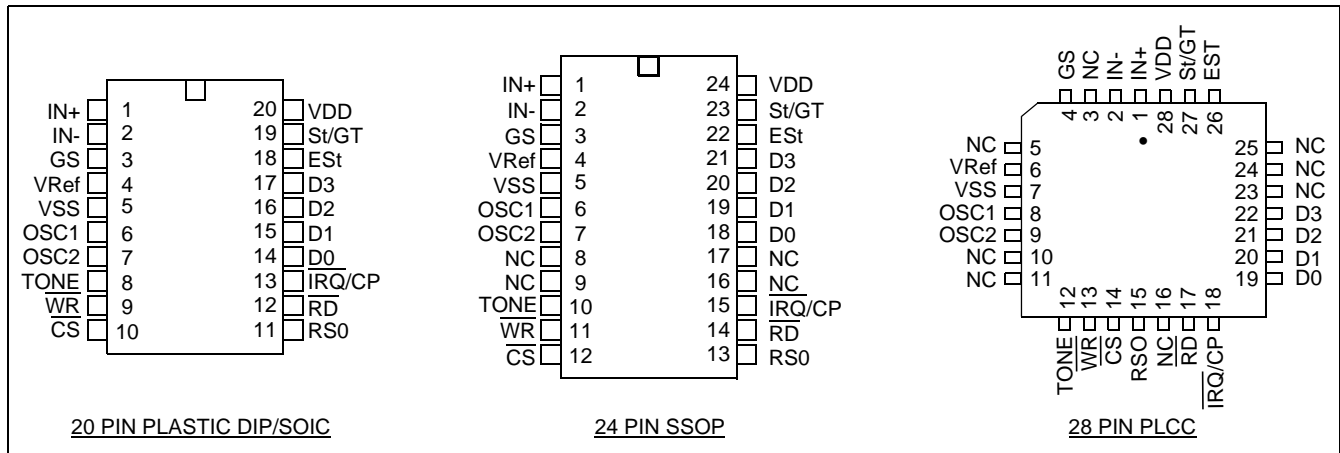 IN+ 1 20 VDD
IN- 2 19 St/GT
GS 3 18 ESt
VRef 4 17 D3
VSS 5 16 D2
OSC1 6 15 D1
OSC2 7 14 D0
TONE 8 13 IRQ/CP
WR 9 12 RD
CS 10 11 RS0
20 PIN PLASTIC DIP/SOIC
IN+ 1 24 VDD
IN- 2 23 St/GT
GS 3 22 ESt
VRef 4 21 D3
VSS 5 20 D2
OSC1 6 19 D1
OSC2 7 18 D0
NC 8 17 NC
NC 9 16 NC
TONE 10 15 IRQ/CP
WR 11 14 RD
CS 12 13 RS0
24 PIN SSOP
GS NC IN- IN+ VDD St/GT EST
4 3 2 1 28 27 26
NC 5 25 NC
VRef 6 24 NC
VSS 7 23 NC
OSC1 8 22 D3
OSC2 9 21 D2
NC 10 20 D1
NC 11 19 D0
12 13 14 15 16 17 18
TONE WR CS RSO NC RD IRQ/CP
28 PIN PLCC